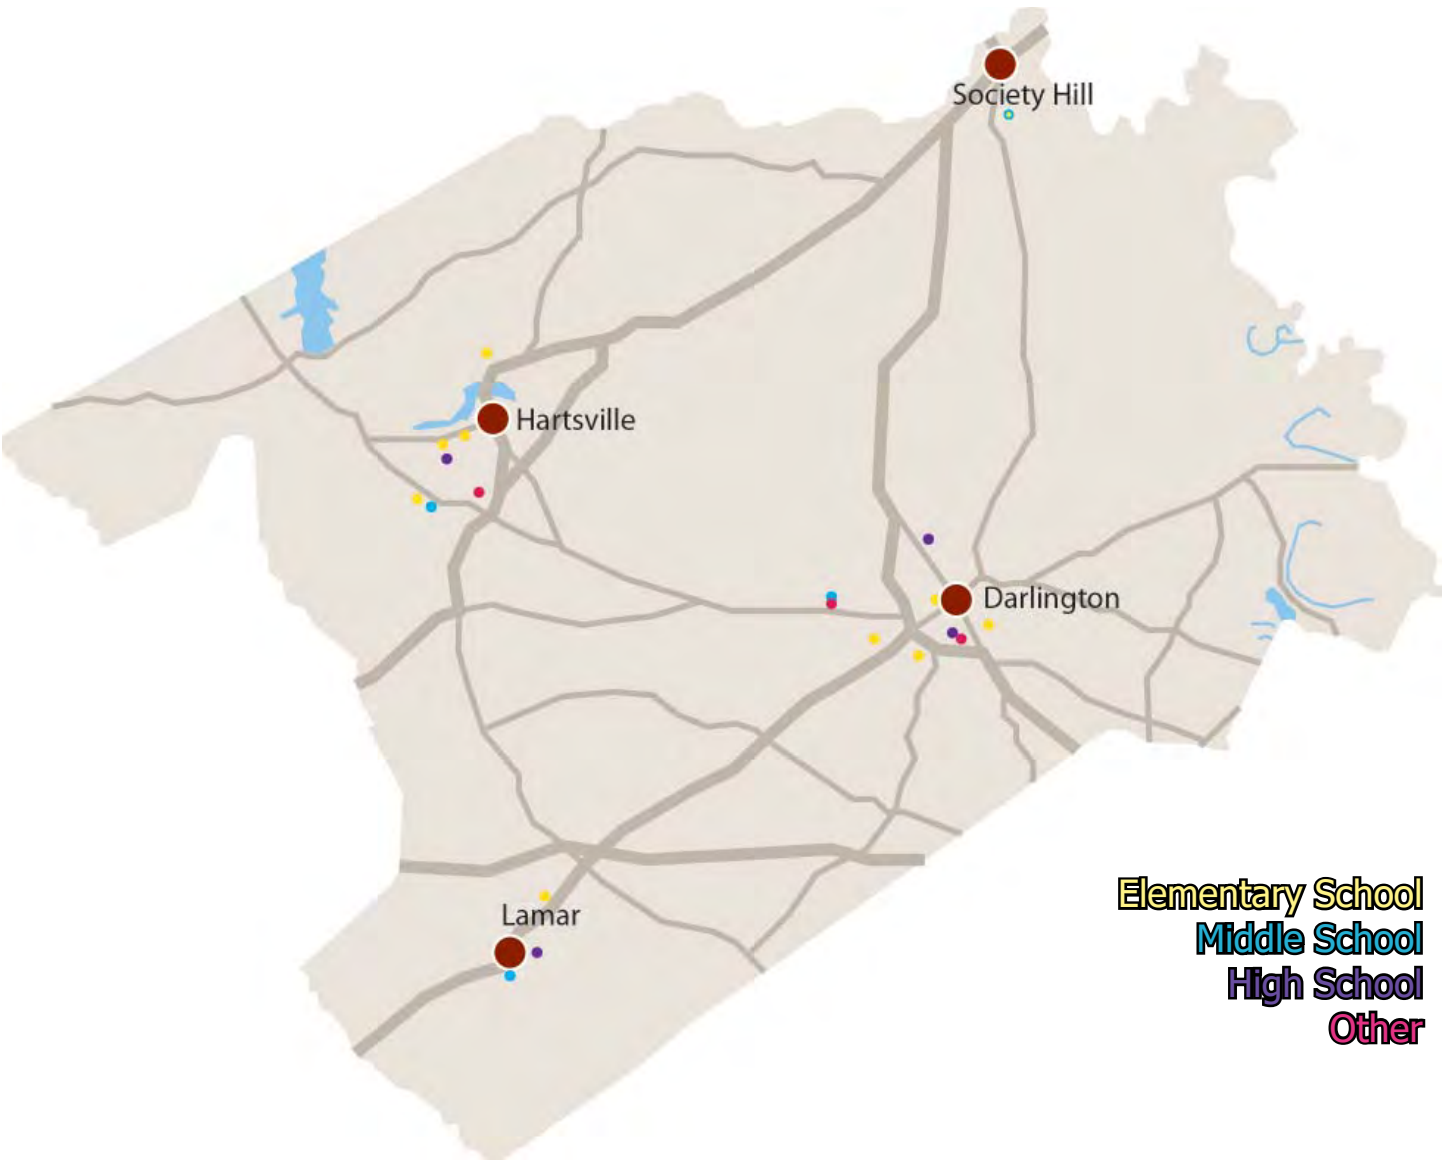 Society Hill
Hartsville
Darlington
Lamar
Elementary School
Middle School
High School
Other